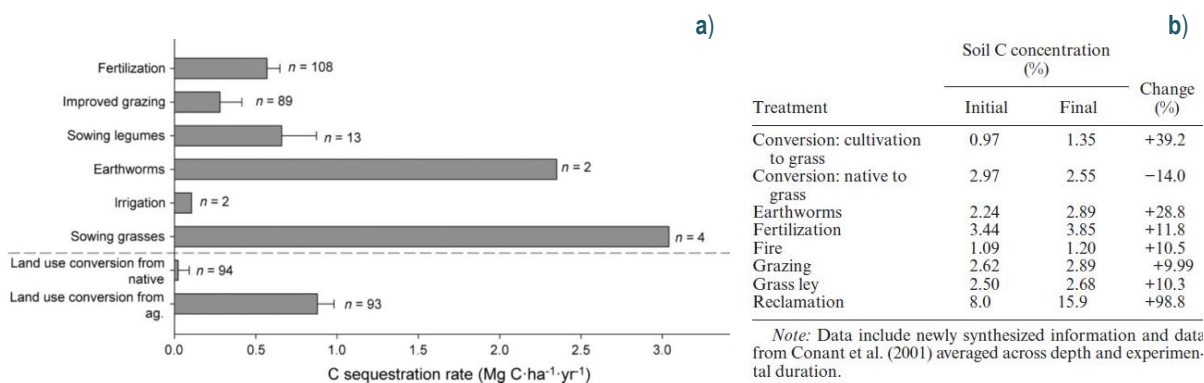 a)
Fertilization
n = 108
Improved grazing
n = 89
Sowing legumes
n = 13
Earthworms
n = 2
Irrigation
n = 2
Sowing grasses
n = 4
Land use conversion from
native
n = 94
Land use conversion from
ag.
n = 93
0.0 0.5 1.0 1.5 2.0 2.5 3.0
C sequestration rate (Mg C·ha⁻¹·yr⁻¹)
b)
Soil C concentration
(%)
Change
Treatment Initial Final (%)
Conversion: cultivation 0.97 1.35 +39.2
to grass
Conversion: native to 2.97 2.55 −14.0
grass
Earthworms 2.24 2.89 +28.8
Fertilization 3.44 3.85 +11.8
Fire 1.09 1.20 +10.5
Grazing 2.62 2.89 +9.99
Grass ley 2.50 2.68 +10.3
Reclamation 8.0 15.9 +98.8
Note: Data include newly synthesized information and data
from Conant et al. (2001) averaged across depth and experimen-
tal duration.